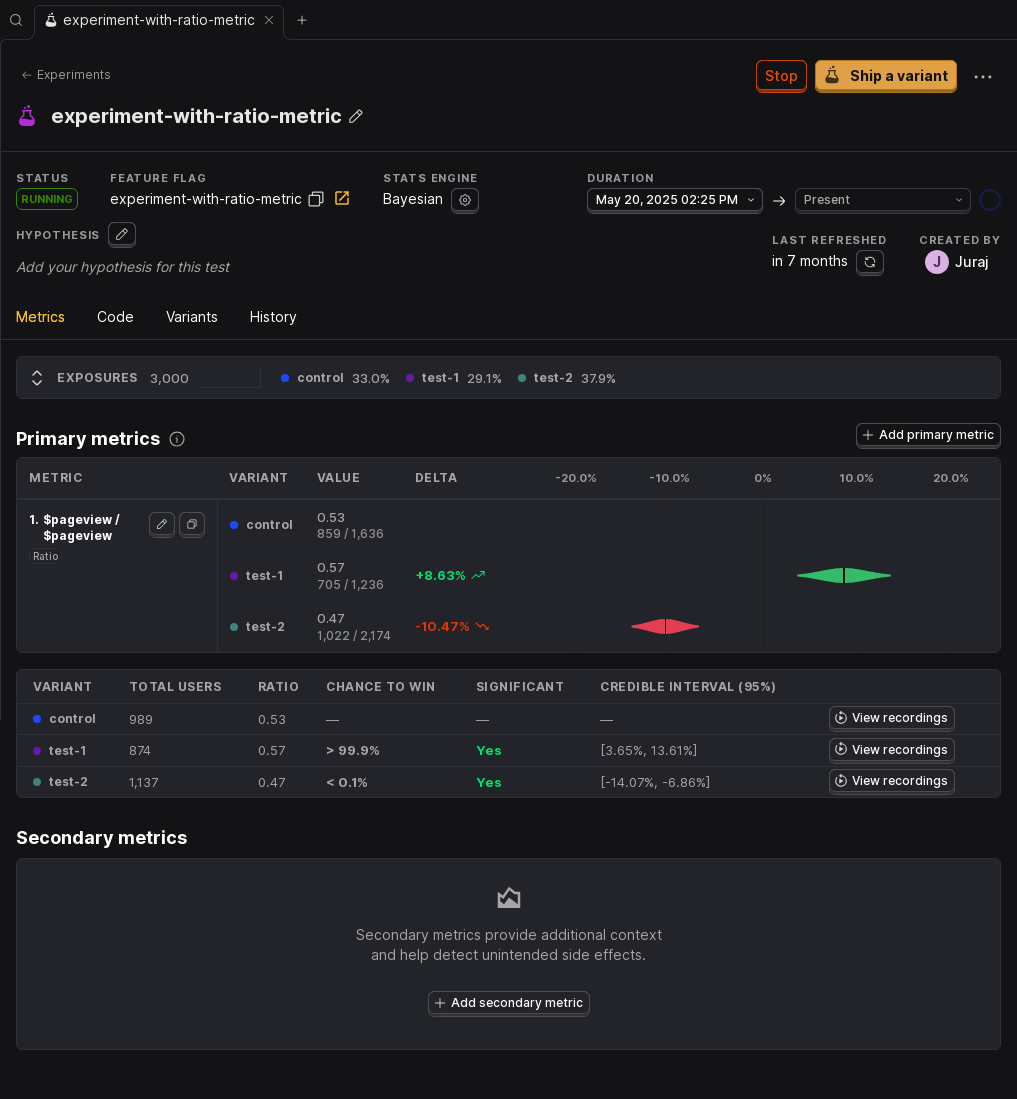 experiment-with-ratio-metric
Experiments
Stop
Ship a variant
experiment-with-ratio-metric
STATUS
RUNNING
FEATURE FLAG
experiment-with-ratio-metric
STATS ENGINE
Bayesian
DURATION
May 20, 2025 02:25 PM → Present
HYPOTHESIS
Add your hypothesis for this test
LAST REFRESHED
in 7 months
CREATED BY
J Juraj
Metrics Code Variants History
EXPOSURES 3,000 control 33.0% test-1 29.1% test-2 37.9%
Primary metrics
Add primary metric
METRIC VARIANT VALUE DELTA -20.0% -10.0% 0% 10.0% 20.0%
1. $pageview /
$pageview
Ratio
control 0.53
859 / 1,636
test-1 0.57
705 / 1,236
+8.63%
test-2 0.47
1,022 / 2,174
-10.47%
VARIANT TOTAL USERS RATIO CHANCE TO WIN SIGNIFICANT CREDIBLE INTERVAL (95%)
control 989 0.53 — — — View recordings
test-1 874 0.57 > 99.9% Yes [3.65%, 13.61%] View recordings
test-2 1,137 0.47 < 0.1% Yes [-14.07%, -6.86%] View recordings
Secondary metrics
Secondary metrics provide additional context
and help detect unintended side effects.
Add secondary metric